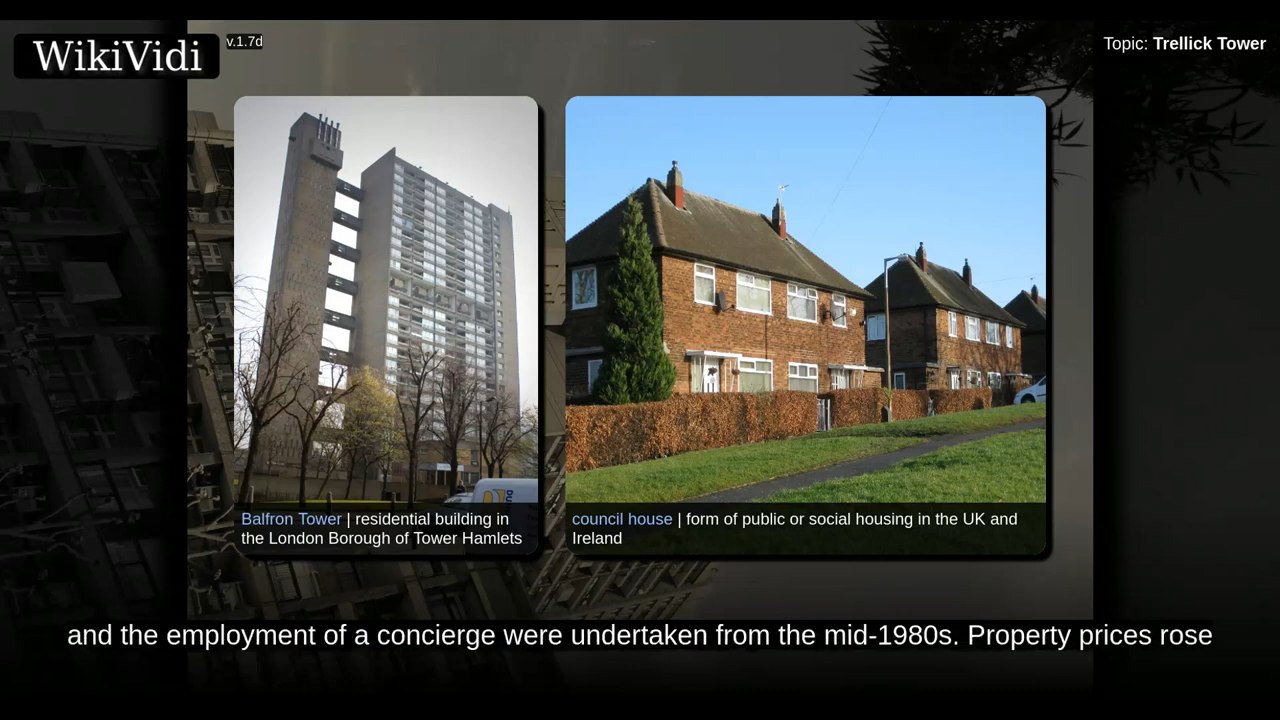 WikiVidi
v.1.7d
Topic: Trellick Tower
Balfron Tower | residential building in
the London Borough of Tower Hamlets
council house | form of public or social housing in the UK and
Ireland
and the employment of a concierge were undertaken from the mid-1980s. Property prices rose